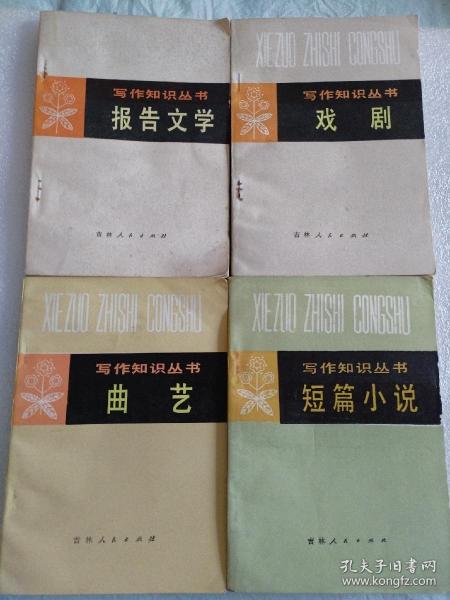 写作知识丛书
报告文学
吉林人民出版社
XIEZUO ZHISHI CONGSHU
写作知识丛书
戏剧
吉林人民出版社
XIEZUO ZHISHI CONGSHU
写作知识丛书
曲艺
吉林人民出版社
XIEZUO ZHISHI CONGSHU
写作知识丛书
短篇小说
吉林人民出版社
孔夫子旧书网
www.kongfz.com